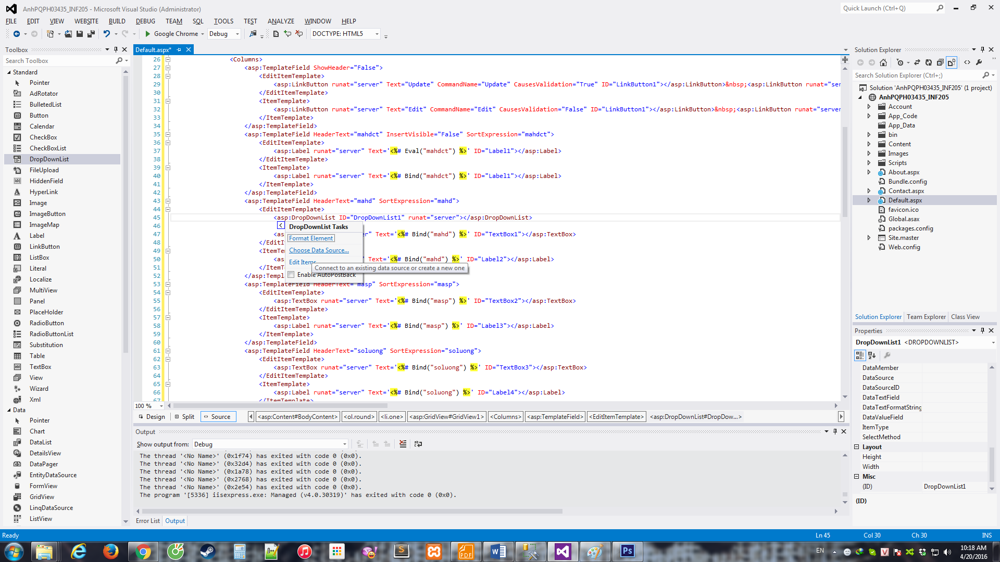 AnhPQPH03435_INF205 - Microsoft Visual Studio (Administrator)
Quick Launch (Ctrl+Q)
FILE EDIT VIEW WEBSITE BUILD DEBUG TEAM SQL TOOLS TEST ANALYZE WINDOW HELP
Google Chrome Debug DOCTYPE: HTML5
Toolbox
Search Toolbox
Standard
Pointer
AdRotator
BulletedList
Button
Calendar
CheckBox
CheckBoxList
DropDownList
FileUpload
HiddenField
HyperLink
Image
ImageButton
ImageMap
Label
LinkButton
ListBox
Literal
Localize
MultiView
Panel
PlaceHolder
RadioButton
RadioButtonList
Substitution
Table
TextBox
View
Wizard
Xml
Data
Pointer
Chart
DataList
DetailsView
DataPager
EntityDataSource
FormView
GridView
LinqDataSource
ListView
Default.aspx*
26 <Columns>
27 <asp:TemplateField ShowHeader="False">
28 <EditItemTemplate>
29 <asp:LinkButton runat="server" Text="Update" CommandName="Update" CausesValidation="True" ID="LinkButton1"></asp:LinkButton>&nbsp;<asp:LinkButton runat="ser
30 </EditItemTemplate>
31 <ItemTemplate>
32 <asp:LinkButton runat="server" Text="Edit" CommandName="Edit" CausesValidation="False" ID="LinkButton1"></asp:LinkButton>&nbsp;<asp:LinkButton runat="server
33 </ItemTemplate>
34 </asp:TemplateField>
35 <asp:TemplateField HeaderText="mahdct" InsertVisible="False" SortExpression="mahdct">
36 <EditItemTemplate>
37 <asp:Label runat="server" Text='<%# Eval("mahdct") %>' ID="Label1"></asp:Label>
38 </EditItemTemplate>
39 <ItemTemplate>
40 <asp:Label runat="server" Text='<%# Bind("mahdct") %>' ID="Label1"></asp:Label>
41 </ItemTemplate>
42 </asp:TemplateField>
43 <asp:TemplateField HeaderText="mahd" SortExpression="mahd">
44 <EditItemTemplate>
45 <asp:DropDownList ID="DropDownList1" runat="server"></asp:DropDownList>
46
47 <as r" Text='<%# Bind("mahd") %>' ID="TextBox1"></asp:TextBox>
48 </EditI
49 <ItemTe
50 <as r" Text='<%# Bind("mahd") %>' ID="Label2"></asp:Label>
51 </ItemT
52 </asp:Templ
53 <asp:TemplateField HeaderText="masp" SortExpression="masp">
54 <EditItemTemplate>
55 <asp:TextBox runat="server" Text='<%# Bind("masp") %>' ID="TextBox2"></asp:TextBox>
56 </EditItemTemplate>
57 <ItemTemplate>
58 <asp:Label runat="server" Text='<%# Bind("masp") %>' ID="Label3"></asp:Label>
59 </ItemTemplate>
60 </asp:TemplateField>
61 <asp:TemplateField HeaderText="soluong" SortExpression="soluong">
62 <EditItemTemplate>
63 <asp:TextBox runat="server" Text='<%# Bind("soluong") %>' ID="TextBox3"></asp:TextBox>
64 </EditItemTemplate>
65 <ItemTemplate>
66 <asp:Label runat="server" Text='<%# Bind("soluong") %>' ID="Label4"></asp:Label>
67 </ItemTemplate>
DropDownList Tasks
Format Element
Choose Data Source...
Edit Items
Connect to an existing data source or create a new one
Enable AutoPostBack
100 %
Design Split Source <asp:Content#BodyContent> <ol.round> <li.one> <asp:GridView#GridView1> <Columns> <asp:TemplateField> <EditItemTemplate> <asp:DropDownList#DropDow...>
Output
Show output from: Debug
The thread '<No Name>' (0x1f74) has exited with code 0 (0x0).
The thread '<No Name>' (0x32d4) has exited with code 0 (0x0).
The thread '<No Name>' (0x1a78) has exited with code 0 (0x0).
The thread '<No Name>' (0x2768) has exited with code 0 (0x0).
The thread '<No Name>' (0x2e54) has exited with code 0 (0x0).
The program '[5336] iisexpress.exe: Managed (v4.0.30319)' has exited with code 0 (0x0).
Error List Output
Solution Explorer
Search Solution Explorer (Ctrl+;)
Solution 'AnhPQPH03435_INF205' (1 project)
AnhPQPH03435_INF205
Account
App_Code
App_Data
bin
Content
Images
Scripts
About.aspx
Bundle.config
Contact.aspx
Default.aspx
favicon.ico
Global.asax
packages.config
Site.master
Web.config
Solution Explorer Team Explorer Class View
Properties
DropDownList1 <DROPDOWNLIST>
DataMember
DataSource
DataSourceID
DataTextField
DataTextFormatString
DataValueField
ItemType
SelectMethod
Layout
Height
Width
Misc
(ID) DropDownList1
(ID)
Ready Ln 45 Col 30 Ch 30 INS
EN
10:18 AM
4/20/2016